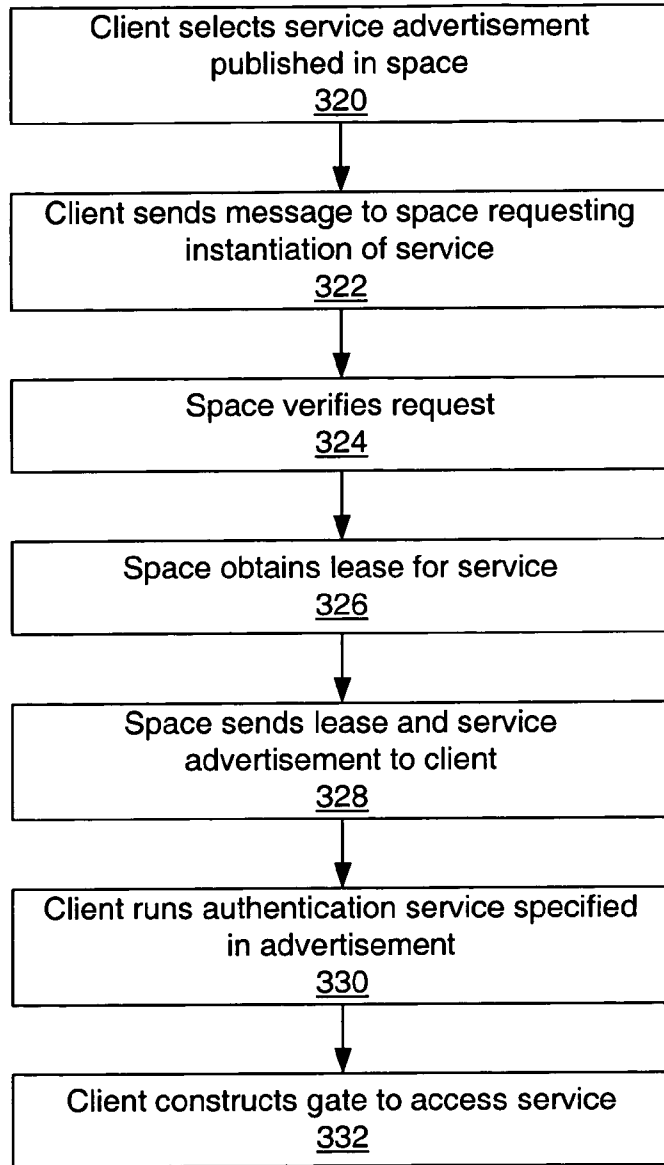 Client selects service advertisement
published in space
320
Client sends message to space requesting
instantiation of service
322
Space verifies request
324
Space obtains lease for service
326
Space sends lease and service
advertisement to client
328
Client runs authentication service specified
in advertisement
330
Client constructs gate to access service
332